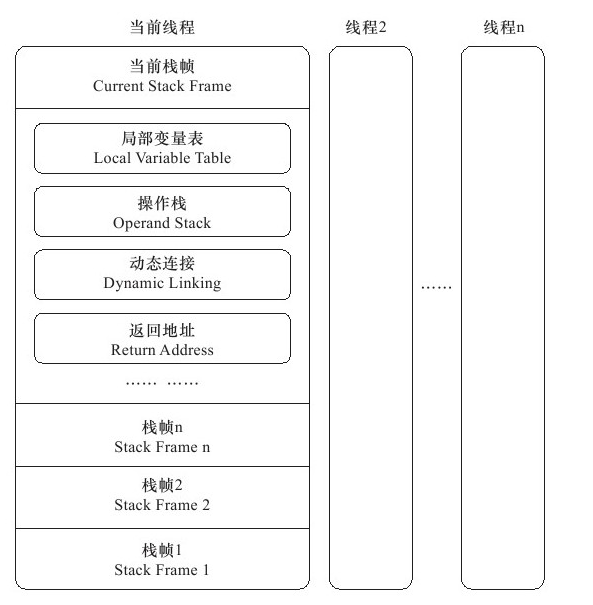 当前线程
线程2
线程n
当前栈帧
Current Stack Frame
局部变量表
Local Variable Table
操作栈
Operand Stack
动态连接
Dynamic Linking
返回地址
Return Address
…… ……
……
栈帧n
Stack Frame n
栈帧2
Stack Frame 2
栈帧1
Stack Frame 1